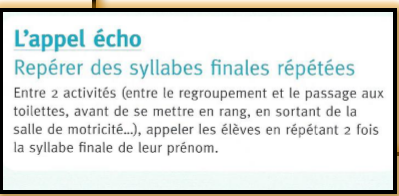 L'appel écho
Repérer des syllabes finales répétées
Entre 2 activités (entre le regroupement et le passage aux
toilettes, avant de se mettre en rang, en sortant de la
salle de motricité...), appeler les élèves en répétant 2 fois
la syllabe finale de leur prénom.